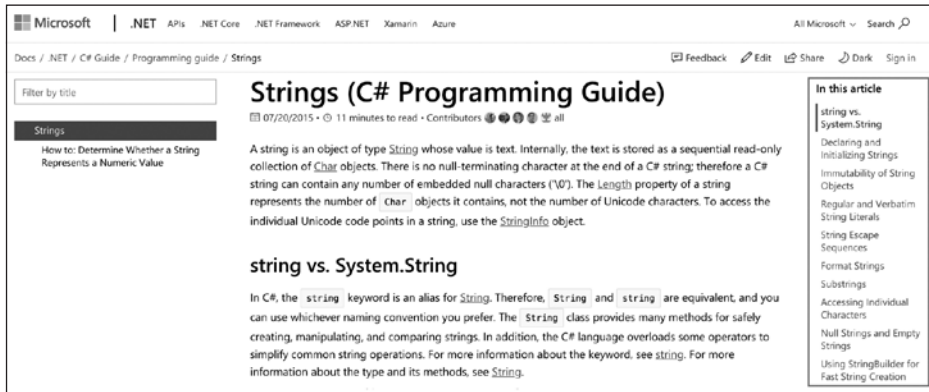 Microsoft .NET APIs .NET Core .NET Framework ASP.NET Xamarin Azure All Microsoft Search
Docs / .NET / C# Guide / Programming guide / Strings Feedback Edit Share Dark Sign in
Filter by title
Strings
How to: Determine Whether a String
Represents a Numeric Value
Strings (C# Programming Guide)
07/20/2015 • 11 minutes to read • Contributors all
A string is an object of type String whose value is text. Internally, the text is stored as a sequential read-only
collection of Char objects. There is no null-terminating character at the end of a C# string; therefore a C#
string can contain any number of embedded null characters ('\0'). The Length property of a string
represents the number of Char objects it contains, not the number of Unicode characters. To access the
individual Unicode code points in a string, use the StringInfo object.
string vs. System.String
In C#, the string keyword is an alias for String. Therefore, String and string are equivalent, and you
can use whichever naming convention you prefer. The String class provides many methods for safely
creating, manipulating, and comparing strings. In addition, the C# language overloads some operators to
simplify common string operations. For more information about the keyword, see string. For more
information about the type and its methods, see String.
In this article
string vs.
System.String
Declaring and
Initializing Strings
Immutability of String
Objects
Regular and Verbatim
String Literals
String Escape
Sequences
Format Strings
Substrings
Accessing Individual
Characters
Null Strings and Empty
Strings
Using StringBuilder for
Fast String Creation